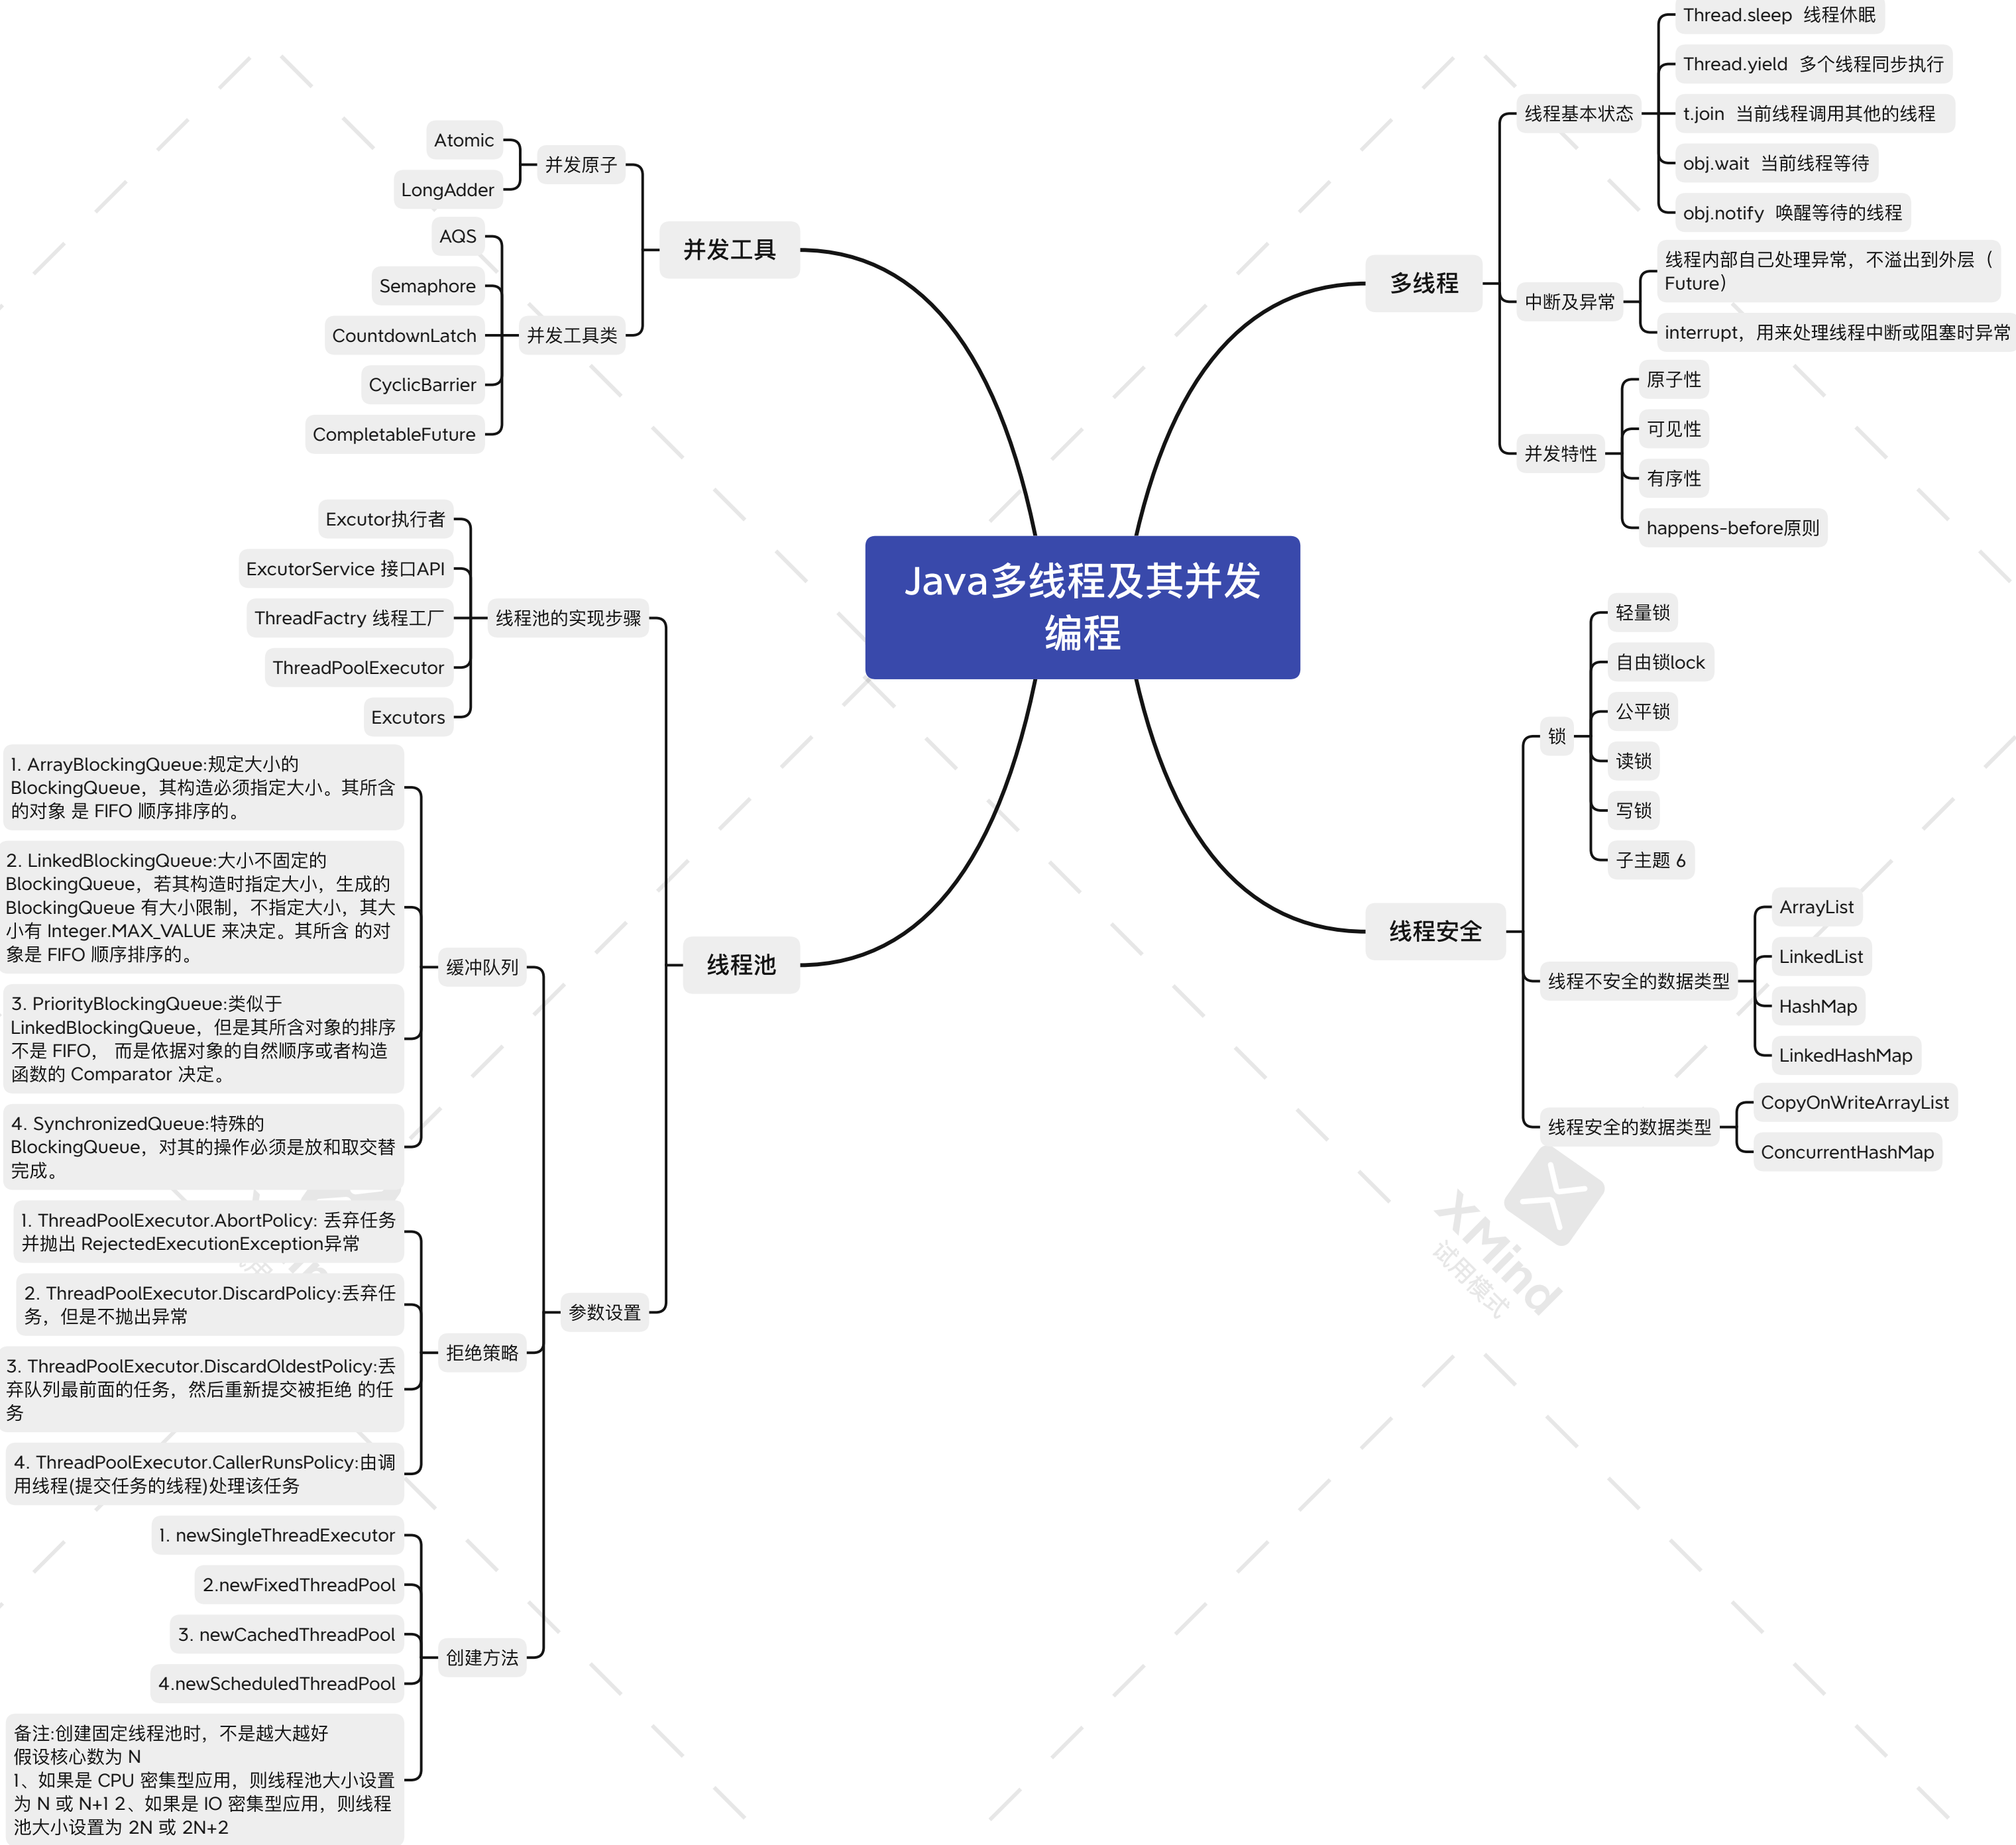 Java多线程及其并发
编程
多线程
线程基本状态
Thread.sleep  线程休眠
Thread.yield  多个线程同步执行
t.join  当前线程调用其他的线程
obj.wait  当前线程等待
obj.notify  唤醒等待的线程
中断及异常
线程内部自己处理异常，不溢出到外层（
Future）
interrupt，用来处理线程中断或阻塞时异常
并发特性
原子性
可见性
有序性
happens-before原则
线程安全
锁
轻量锁
自由锁lock
公平锁
读锁
写锁
子主题 6
线程不安全的数据类型
ArrayList
LinkedList
HashMap
LinkedHashMap
线程安全的数据类型
CopyOnWriteArrayList
ConcurrentHashMap
并发工具
并发原子
Atomic
LongAdder
并发工具类
AQS
Semaphore
CountdownLatch
CyclicBarrier
CompletableFuture
线程池
线程池的实现步骤
Excutor执行者
ExcutorService 接口API
ThreadFactry 线程工厂
ThreadPoolExecutor
Excutors
参数设置
缓冲队列
1. ArrayBlockingQueue:规定大小的
BlockingQueue，其构造必须指定大小。其所含
的对象 是 FIFO 顺序排序的。
2. LinkedBlockingQueue:大小不固定的
BlockingQueue，若其构造时指定大小，生成的
BlockingQueue 有大小限制，不指定大小，其大
小有 Integer.MAX_VALUE 来决定。其所含 的对
象是 FIFO 顺序排序的。
3. PriorityBlockingQueue:类似于
LinkedBlockingQueue，但是其所含对象的排序
不是 FIFO， 而是依据对象的自然顺序或者构造
函数的 Comparator 决定。
4. SynchronizedQueue:特殊的
BlockingQueue，对其的操作必须是放和取交替
完成。
拒绝策略
1. ThreadPoolExecutor.AbortPolicy: 丢弃任务
并抛出 RejectedExecutionException异常
2. ThreadPoolExecutor.DiscardPolicy:丢弃任
务，但是不抛出异常
3. ThreadPoolExecutor.DiscardOldestPolicy:丢
弃队列最前面的任务，然后重新提交被拒绝 的任
务
4. ThreadPoolExecutor.CallerRunsPolicy:由调
用线程(提交任务的线程)处理该任务
创建方法
1. newSingleThreadExecutor
2.newFixedThreadPool
3. newCachedThreadPool
4.newScheduledThreadPool
备注:创建固定线程池时，不是越大越好
假设核心数为 N
1、如果是 CPU 密集型应用，则线程池大小设置
为 N 或 N+1 2、如果是 IO 密集型应用，则线程
池大小设置为 2N 或 2N+2
XMind
试用模式